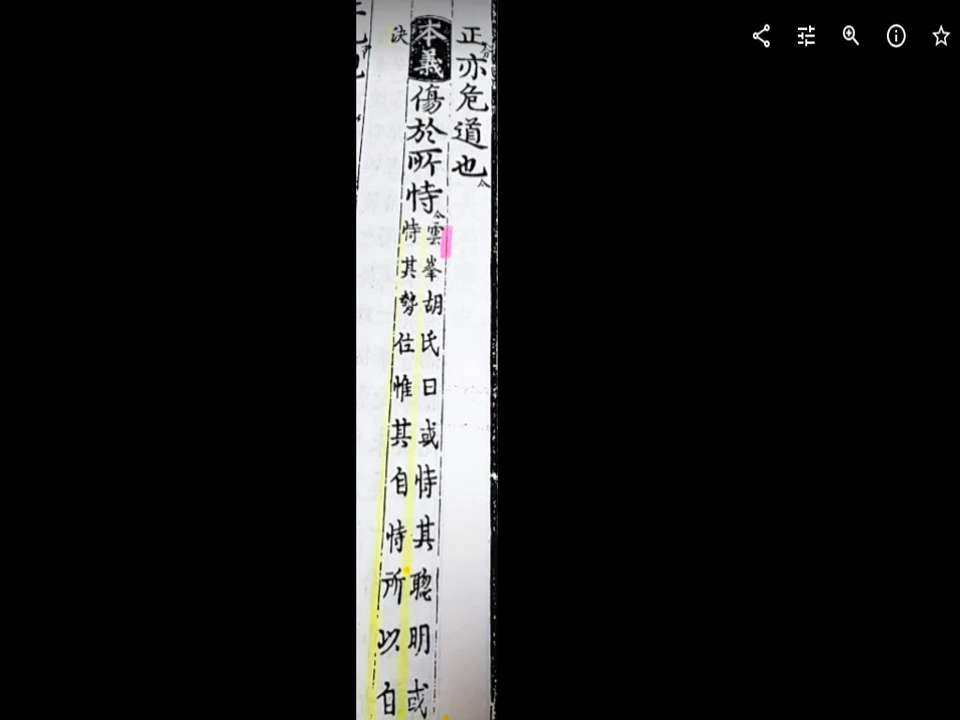 正亦危道也
本義傷於所恃
雲峯胡氏曰或恃其聰明或
恃其勢位惟其自恃所以自
決